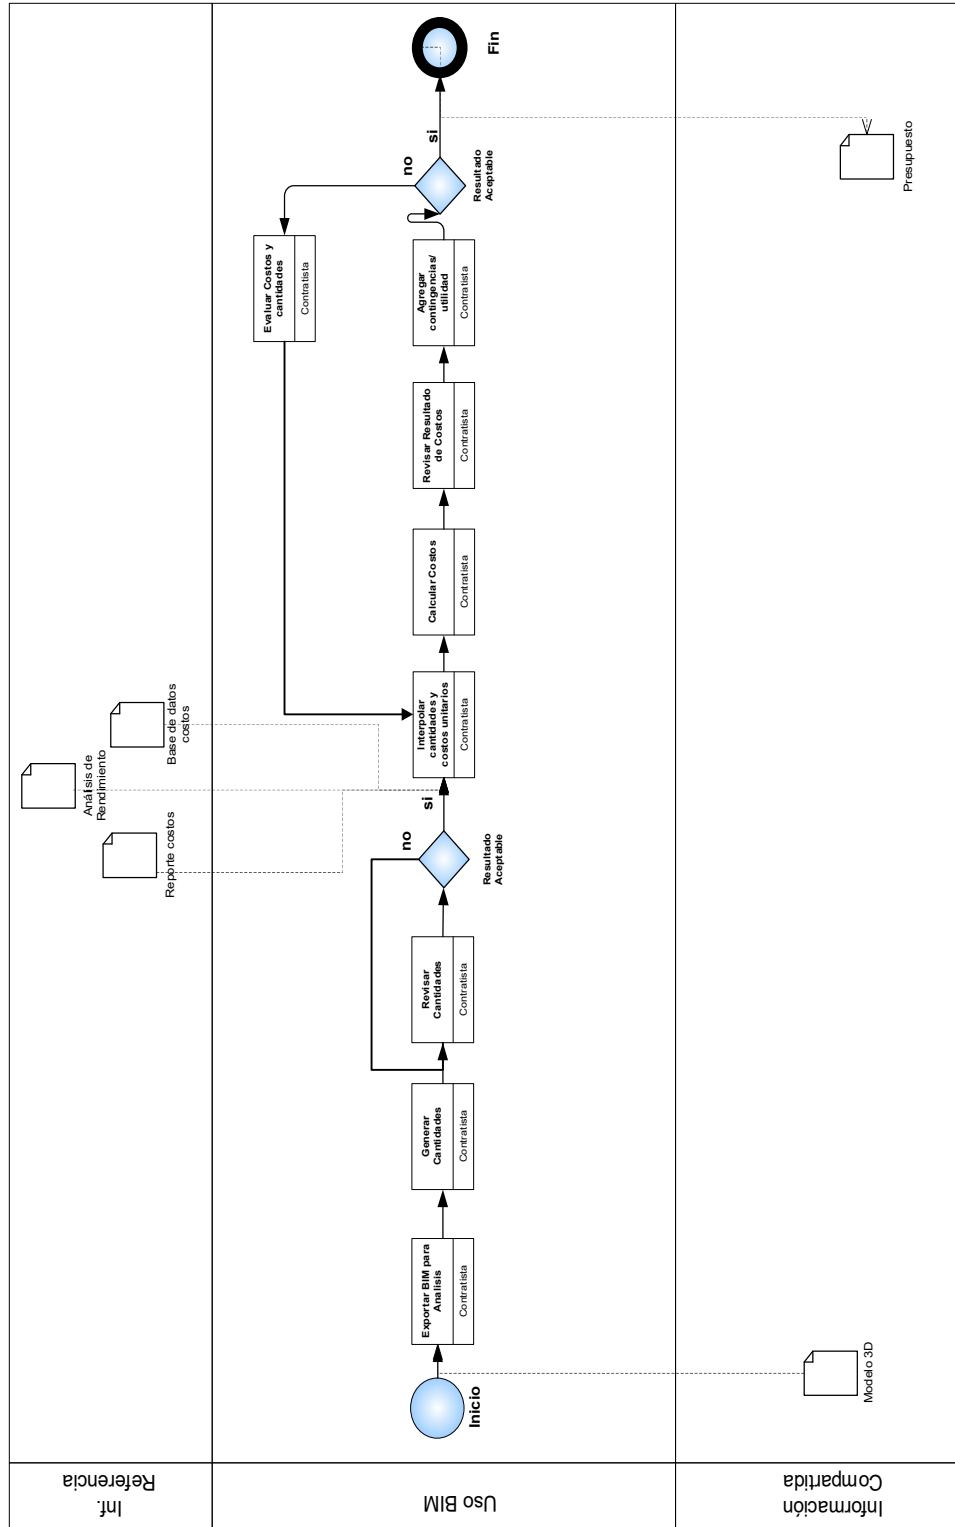 Inf.
Referencia
Reporte costos
Análisis de
Rendimiento
Base de datos
costos
Uso BIM
Inicio
Exportar BIM para
Analisis
Contratista
Generar
Cantidades
Contratista
Revisar
Cantidades
Contratista
Resultado
Aceptable
no
si
Interpolar
cantidades y
costos unitarios
Contratista
Calcular Costos
Contratista
Revisar Resultado
de Costos
Contratista
Agregar
contingencias/
utilidad
Contratista
Evaluar Costos y
cantidades
Contratista
Resultado
Aceptable
no
si
Fin
Información
Compartida
Modelo 3D
Presupuesto